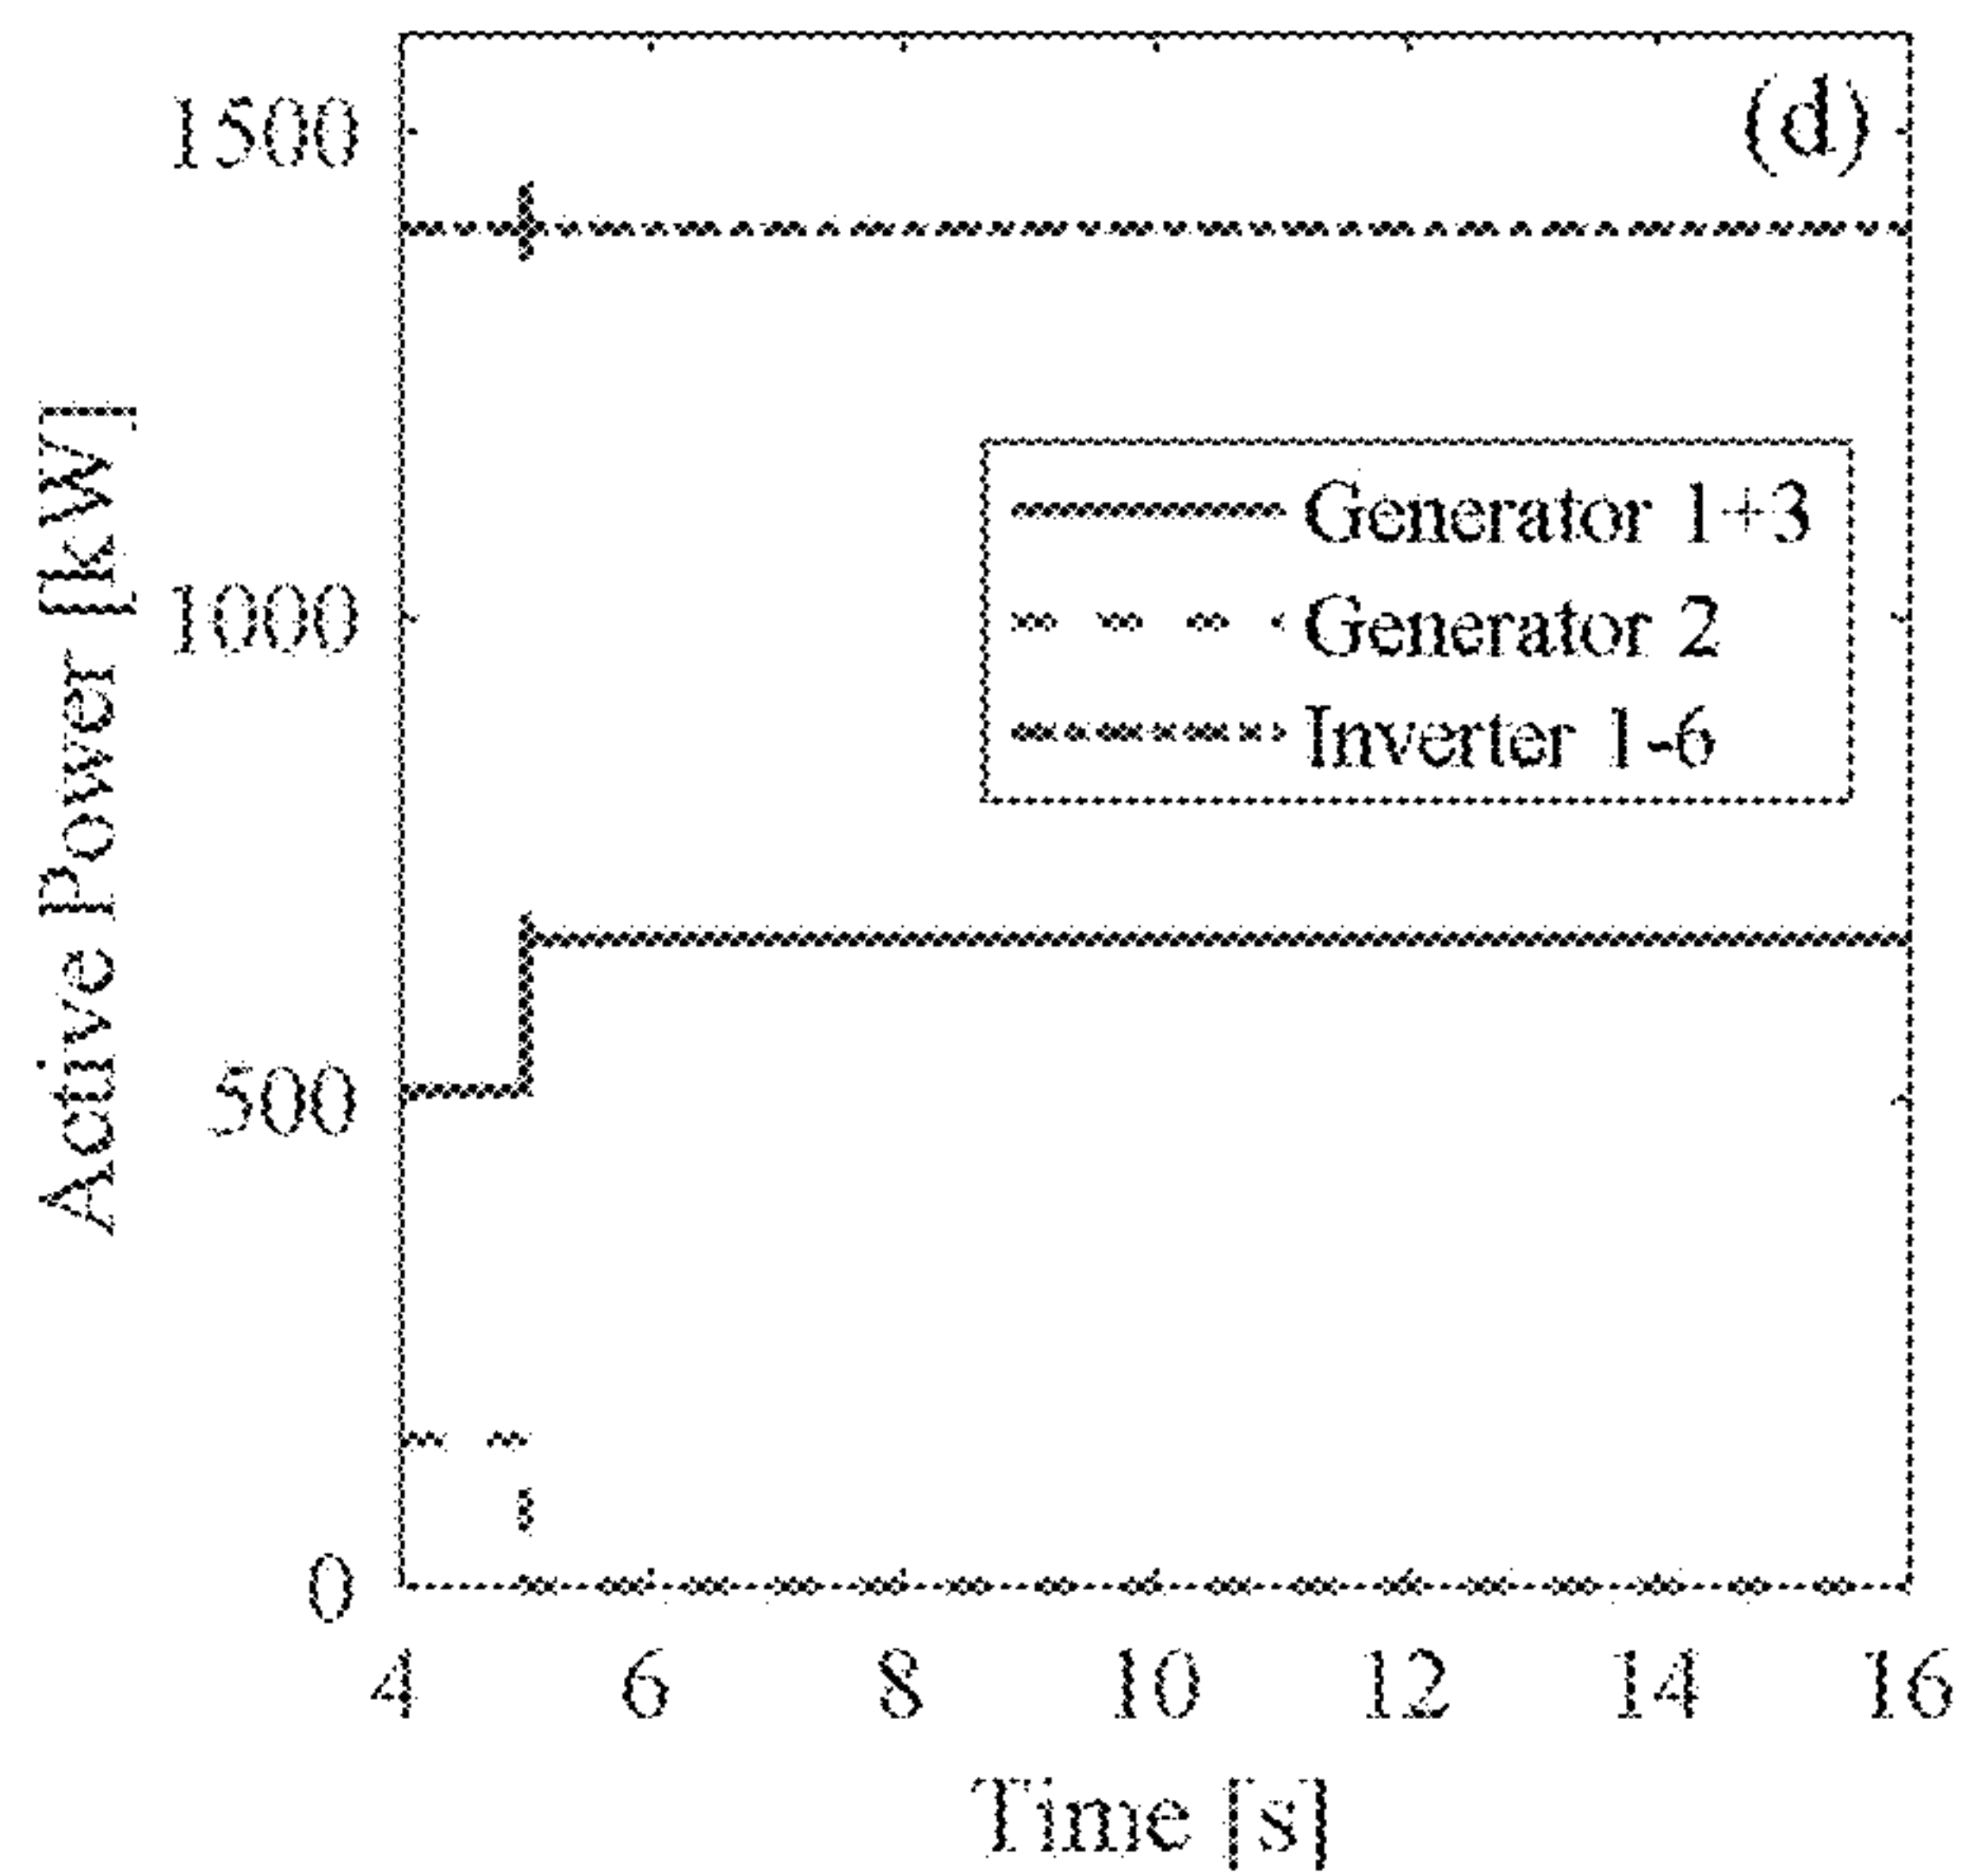 (d)
1500
1000
500
0
Active Power [kW]
Generator 1+3
Generator 2
Inverter 1-6
4 6 8 10 12 14 16
Time [s]